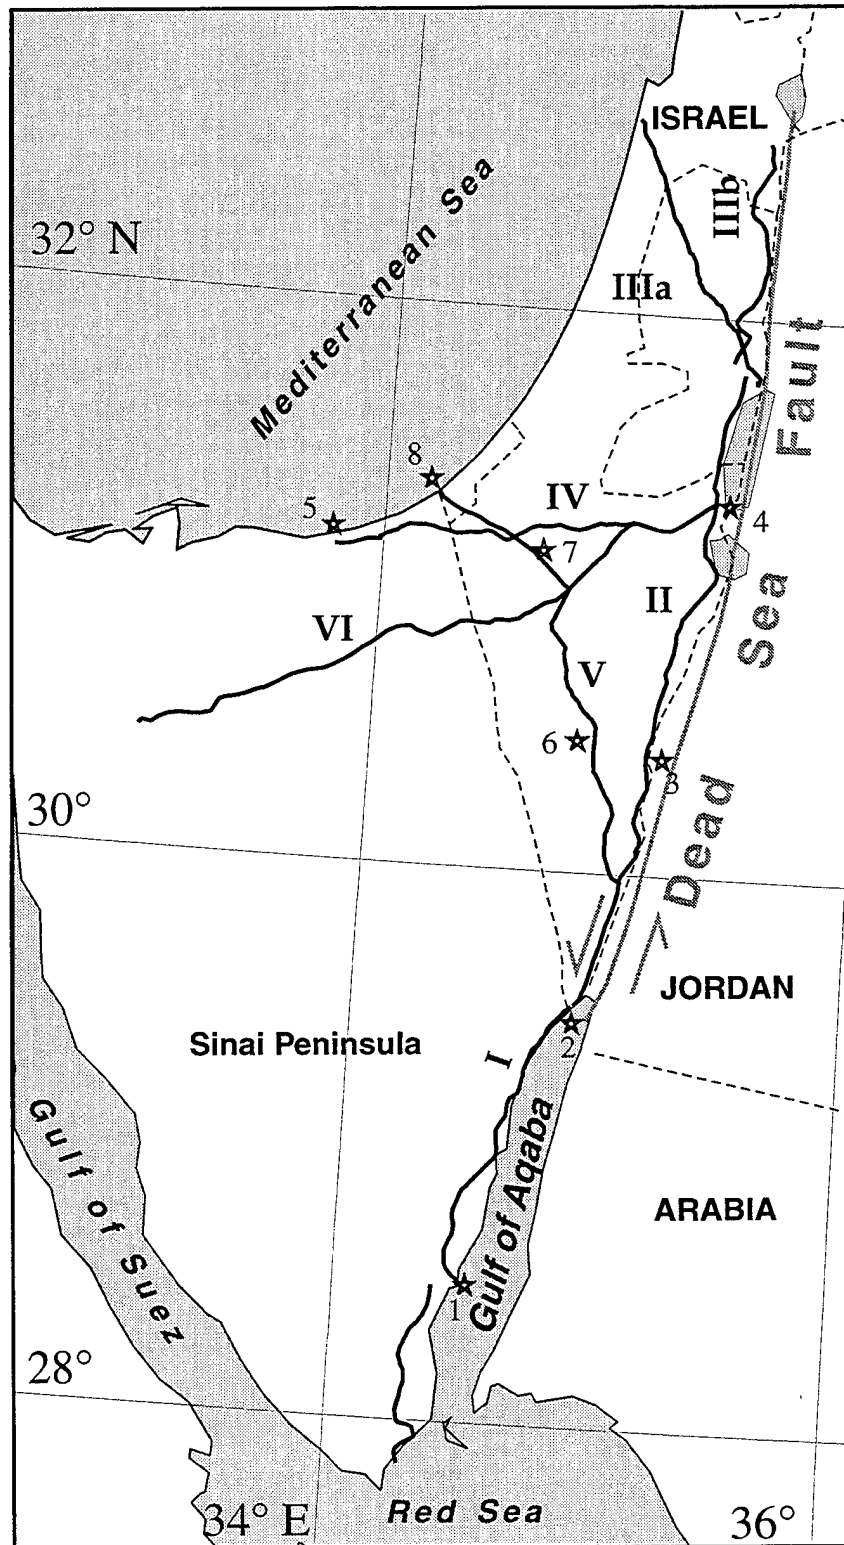 ISRAEL
IIIb
32° N
Mediterranean Sea
IIIa
Fault
8
5
IV
4
7
II
Sea
VI
V
6
3
30°
Dead
JORDAN
Sinai Peninsula
2
I
Gulf of Suez
Gulf of Aqaba
ARABIA
1
28°
34° E
Red Sea
36°